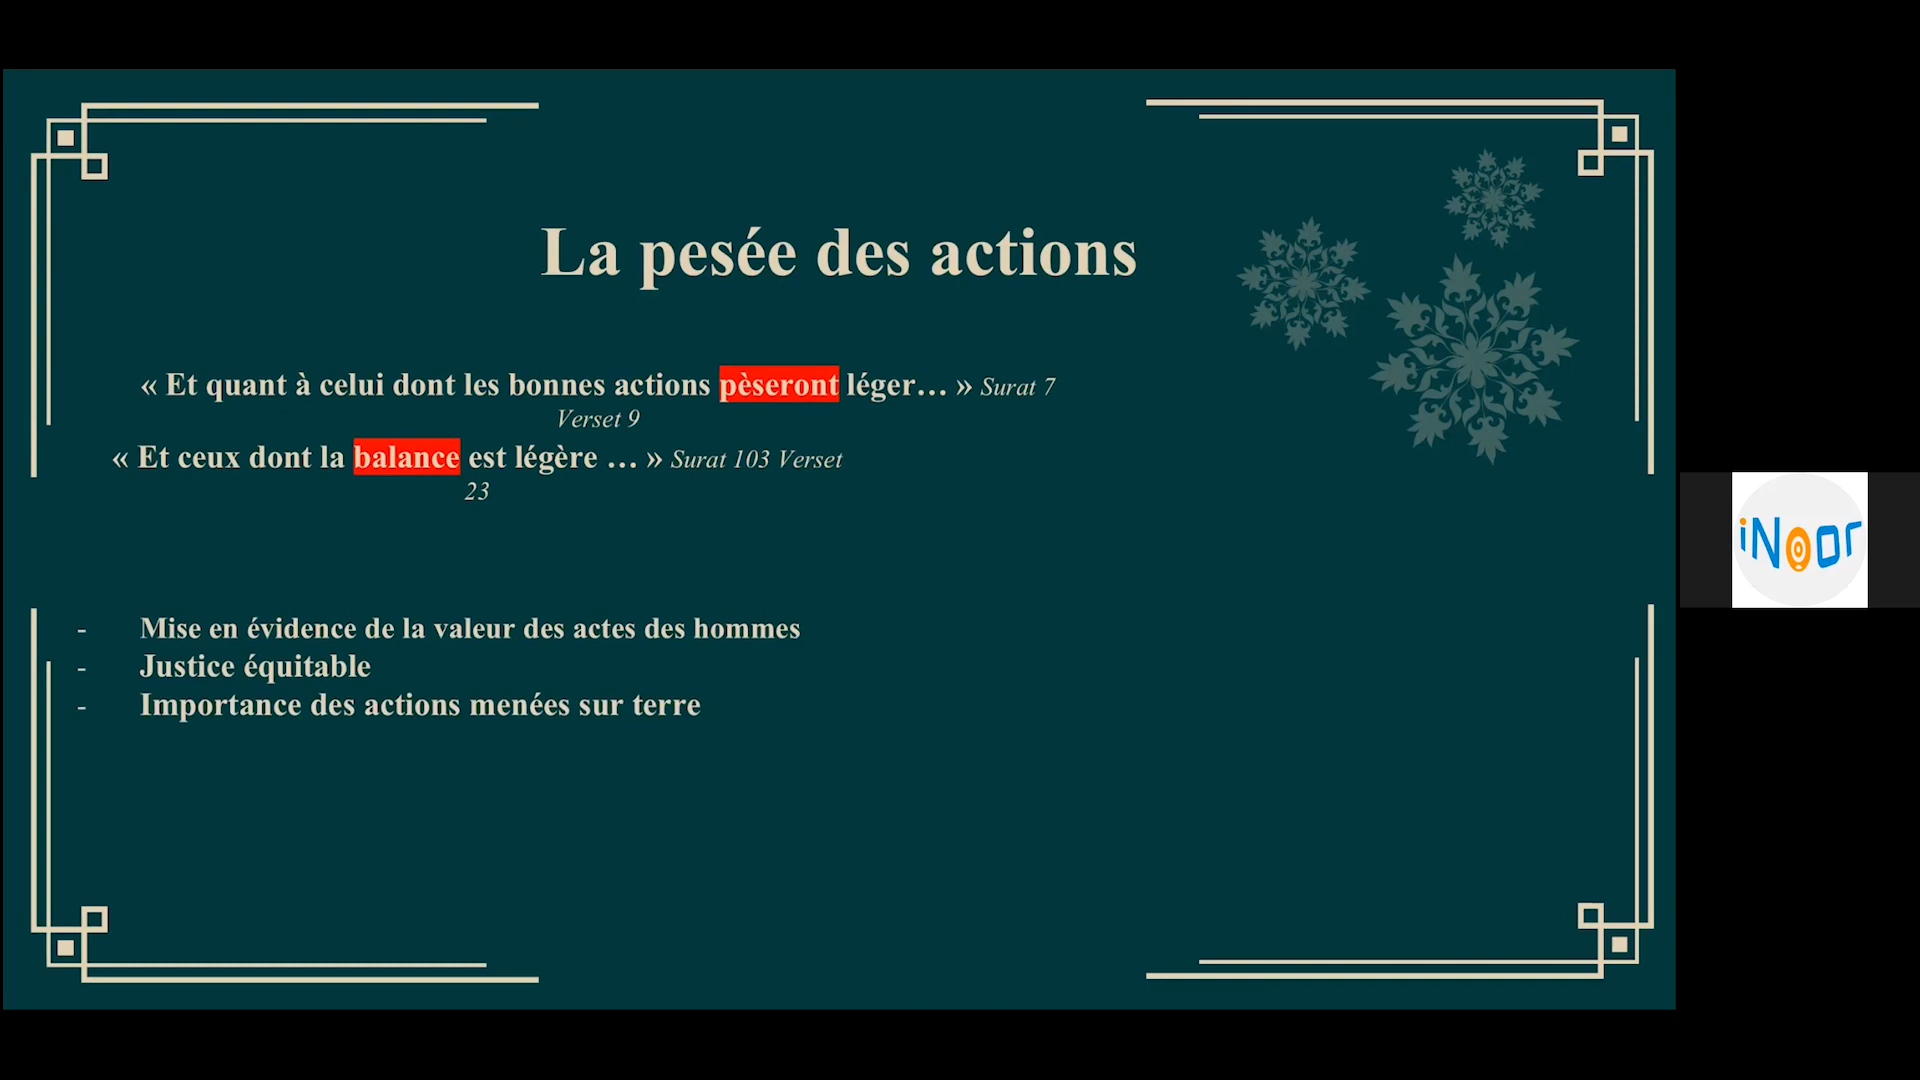 La pesée des actions
« Et quant à celui dont les bonnes actions pèseront léger… » Surat 7
Verset 9
« Et ceux dont la balance est légère … » Surat 103 Verset
23
- Mise en évidence de la valeur des actes des hommes
- Justice équitable
- Importance des actions menées sur terre
iNoor